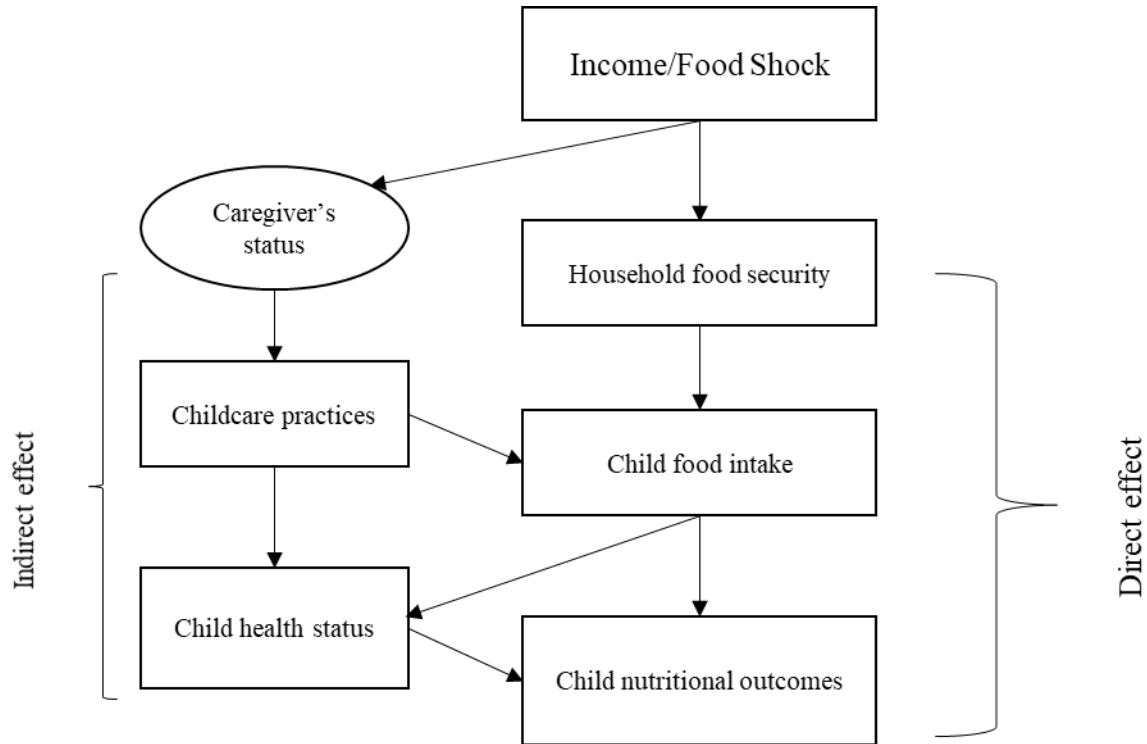 Income/Food Shock
Caregiver’s
status
Household food security
Childcare practices
Child food intake
Child health status
Child nutritional outcomes
Indirect effect
Direct effect